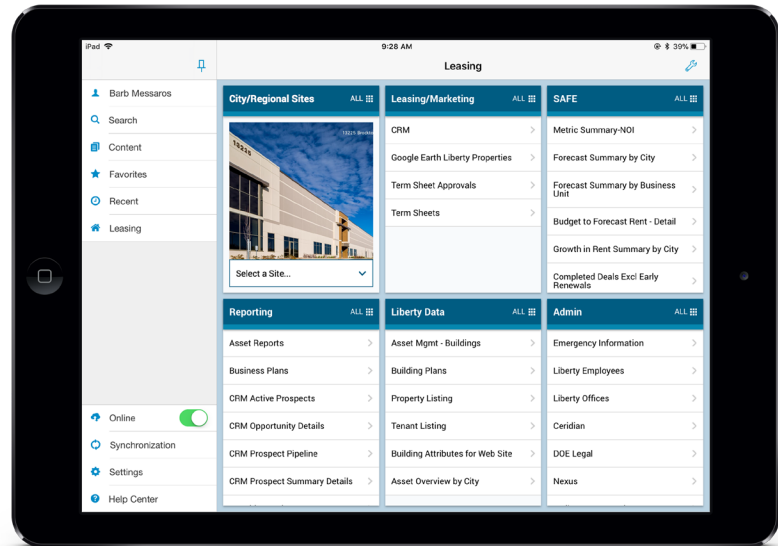 iPad
9:28 AM
39%
Leasing
Barb Messaros
Search
Content
Favorites
Recent
Leasing
Online
Synchronization
Settings
Help Center
City/Regional Sites ALL
13225 Brookl
13225
Select a Site...
Leasing/Marketing ALL
CRM
Google Earth Liberty Properties
Term Sheet Approvals
Term Sheets
SAFE ALL
Metric Summary-NOI
Forecast Summary by City
Forecast Summary by Business
Unit
Budget to Forecast Rent - Detail
Growth in Rent Summary by City
Completed Deals Excl Early
Renewals
Reporting ALL
Asset Reports
Business Plans
CRM Active Prospects
CRM Opportunity Details
CRM Prospect Pipeline
CRM Prospect Summary Details
Liberty Data ALL
Asset Mgmt - Buildings
Building Plans
Property Listing
Tenant Listing
Building Attributes for Web Site
Asset Overview by City
Admin ALL
Emergency Information
Liberty Employees
Liberty Offices
Ceridian
DOE Legal
Nexus